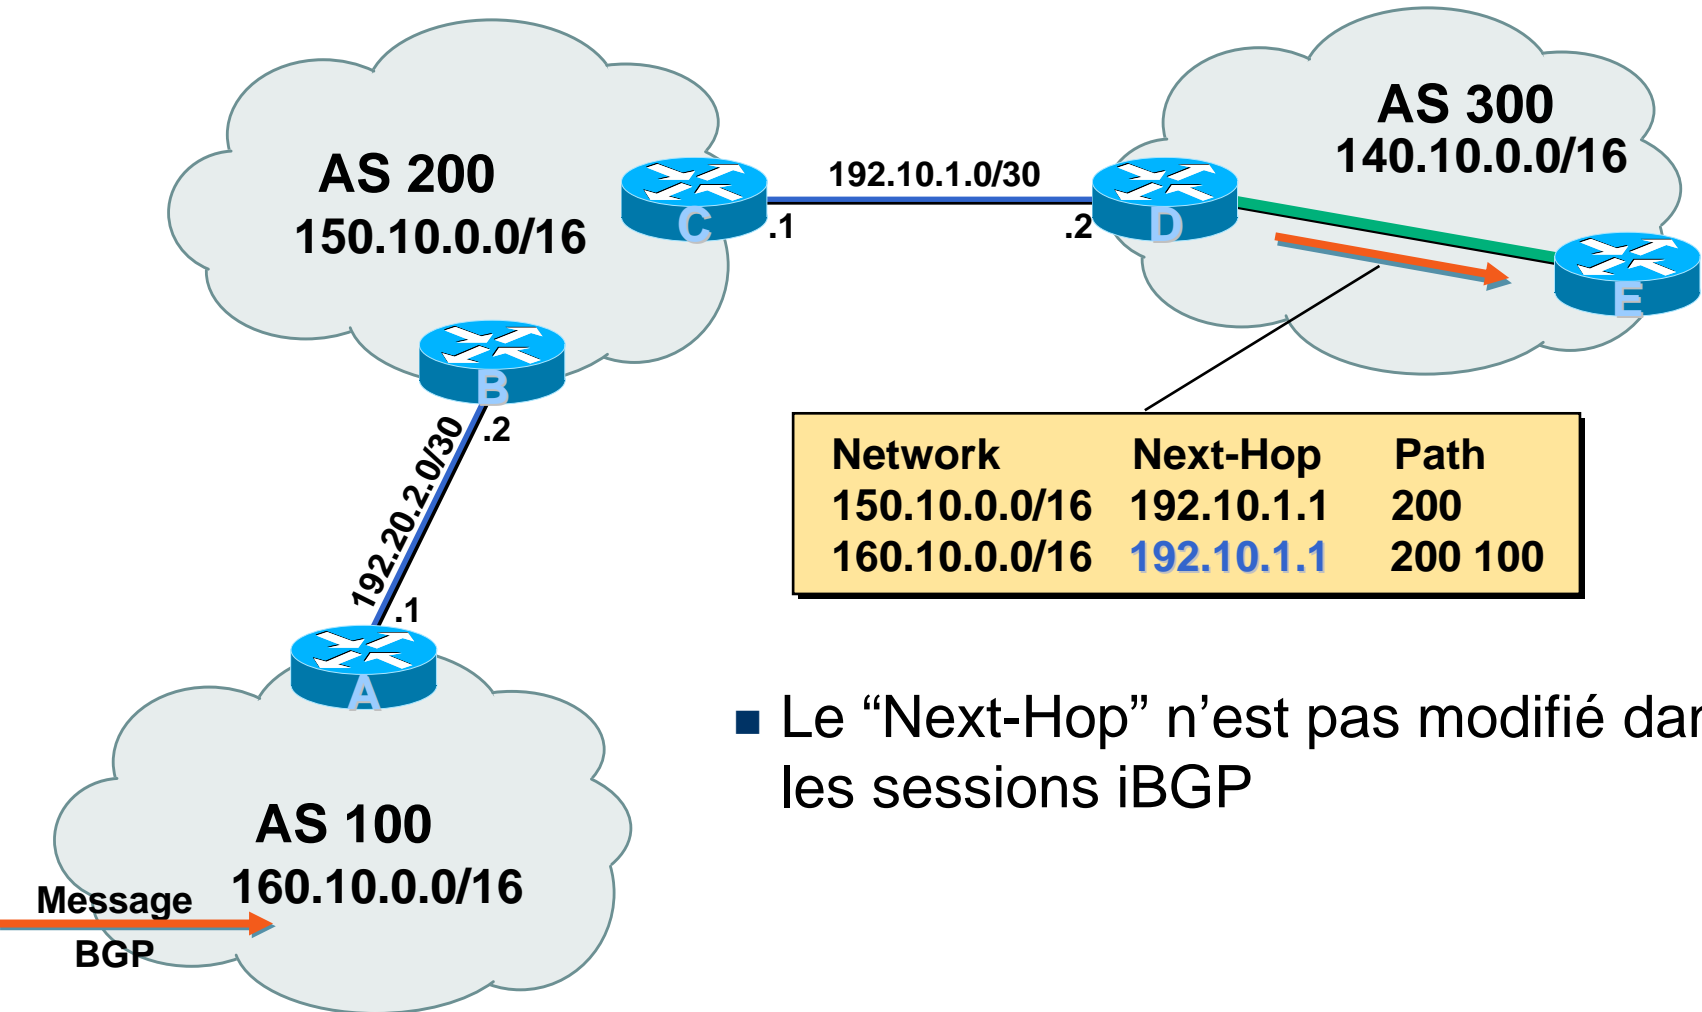 AS 300
140.10.0.0/16
AS 200
150.10.0.0/16
192.10.1.0/30
C
.1
.2
D
E
B
.2
192.20.2.0/30
.1
A
Network Next-Hop Path
150.10.0.0/16 192.10.1.1 200
160.10.0.0/16 192.10.1.1 200 100
■ Le “Next-Hop” n’est pas modifié
les sessions iBGP
AS 100
160.10.0.0/16
Message
BGP